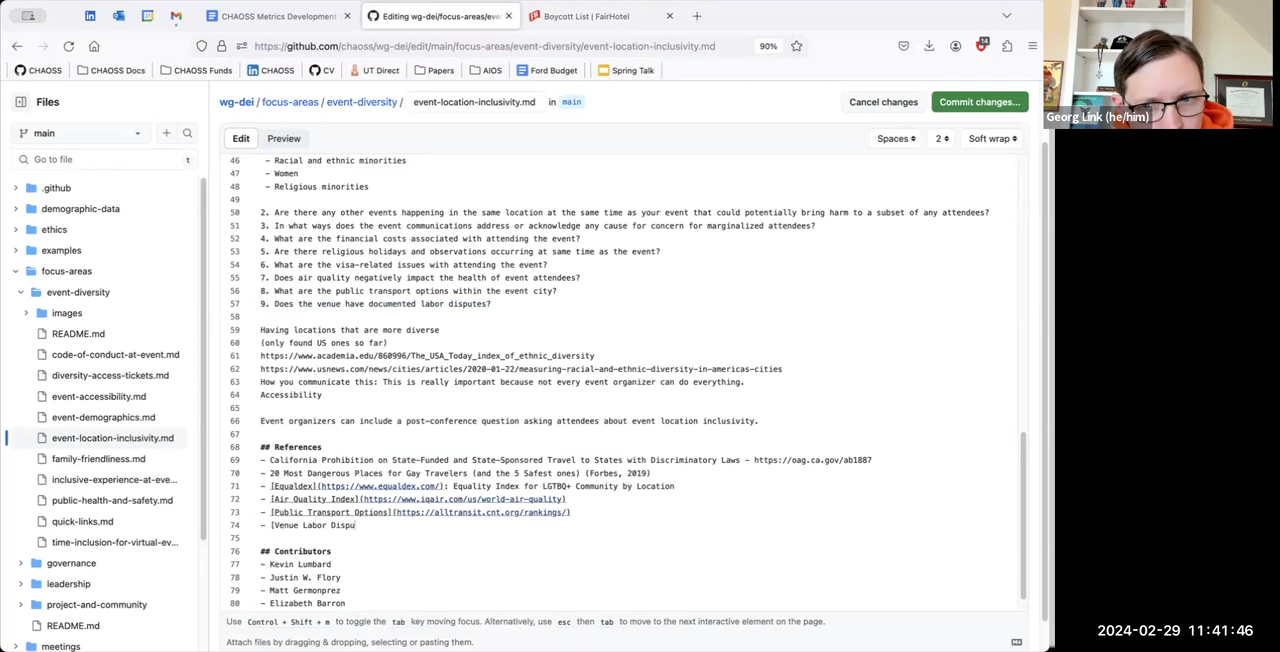 CHAOSS Metrics Development
Editing wg-dei/focus-areas/eve
Boycott List | FairHotel
https://github.com/chaoss/wg-dei/edit/main/focus-areas/event-diversity/event-location-inclusivity.md
90%
14
CHAOSS
CHAOSS Docs
CHAOSS Funds
CHAOSS
CV
UT Direct
Papers
AIOS
Ford Budget
Spring Talk
Files
main
Go to file
t
.github
demographic-data
ethics
examples
focus-areas
event-diversity
images
README.md
code-of-conduct-at-event.md
diversity-access-tickets.md
event-accessibility.md
event-demographics.md
event-location-inclusivity.md
family-friendliness.md
inclusive-experience-at-eve...
public-health-and-safety.md
quick-links.md
time-inclusion-for-virtual-ev...
governance
leadership
project-and-community
README.md
meetings
wg-dei / focus-areas / event-diversity / event-location-inclusivity.md in main
Cancel changes
Commit changes...
Edit
Preview
Spaces
2
Soft wrap
46 - Racial and ethnic minorities
47 - Women
48 - Religious minorities
49
50 2. Are there any other events happening in the same location at the same time as your event that could potentially bring harm to a subset of any attendees?
51 3. In what ways does the event communications address or acknowledge any cause for concern for marginalized attendees?
52 4. What are the financial costs associated with attending the event?
53 5. Are there religious holidays and observations occurring at same time as the event?
54 6. What are the visa-related issues with attending the event?
55 7. Does air quality negatively impact the health of event attendees?
56 8. What are the public transport options within the event city?
57 9. Does the venue have documented labor disputes?
58
59 Having locations that are more diverse
60 (only found US ones so far)
61 https://www.academia.edu/860996/The_USA_Today_index_of_ethnic_diversity
62 https://www.usnews.com/news/cities/articles/2020-01-22/measuring-racial-and-ethnic-diversity-in-americas-cities
63 How you communicate this: This is really important because not every event organizer can do everything.
64 Accessibility
65
66 Event organizers can include a post-conference question asking attendees about event location inclusivity.
67
68 ## References
69 - California Prohibition on State-Funded and State-Sponsored Travel to States with Discriminatory Laws - https://oag.ca.gov/ab1887
70 - 20 Most Dangerous Places for Gay Travelers (and the 5 Safest ones) (Forbes, 2019)
71 - [Equaldex](https://www.equaldex.com/): Equality Index for LGTBQ+ Community by Location
72 - [Air Quality Index](https://www.iqair.com/us/world-air-quality)
73 - [Public Transport Options](https://alltransit.cnt.org/rankings/)
74 - [Venue Labor Dispu
75
76 ## Contributors
77 - Kevin Lumbard
78 - Justin W. Flory
79 - Matt Germonprez
80 - Elizabeth Barron
Use Control + Shift + m to toggle the tab key moving focus. Alternatively, use esc then tab to move to the next interactive element on the page.
Attach files by dragging & dropping, selecting or pasting them.
Georg Link (he/him)
2024-02-29 11:41:46